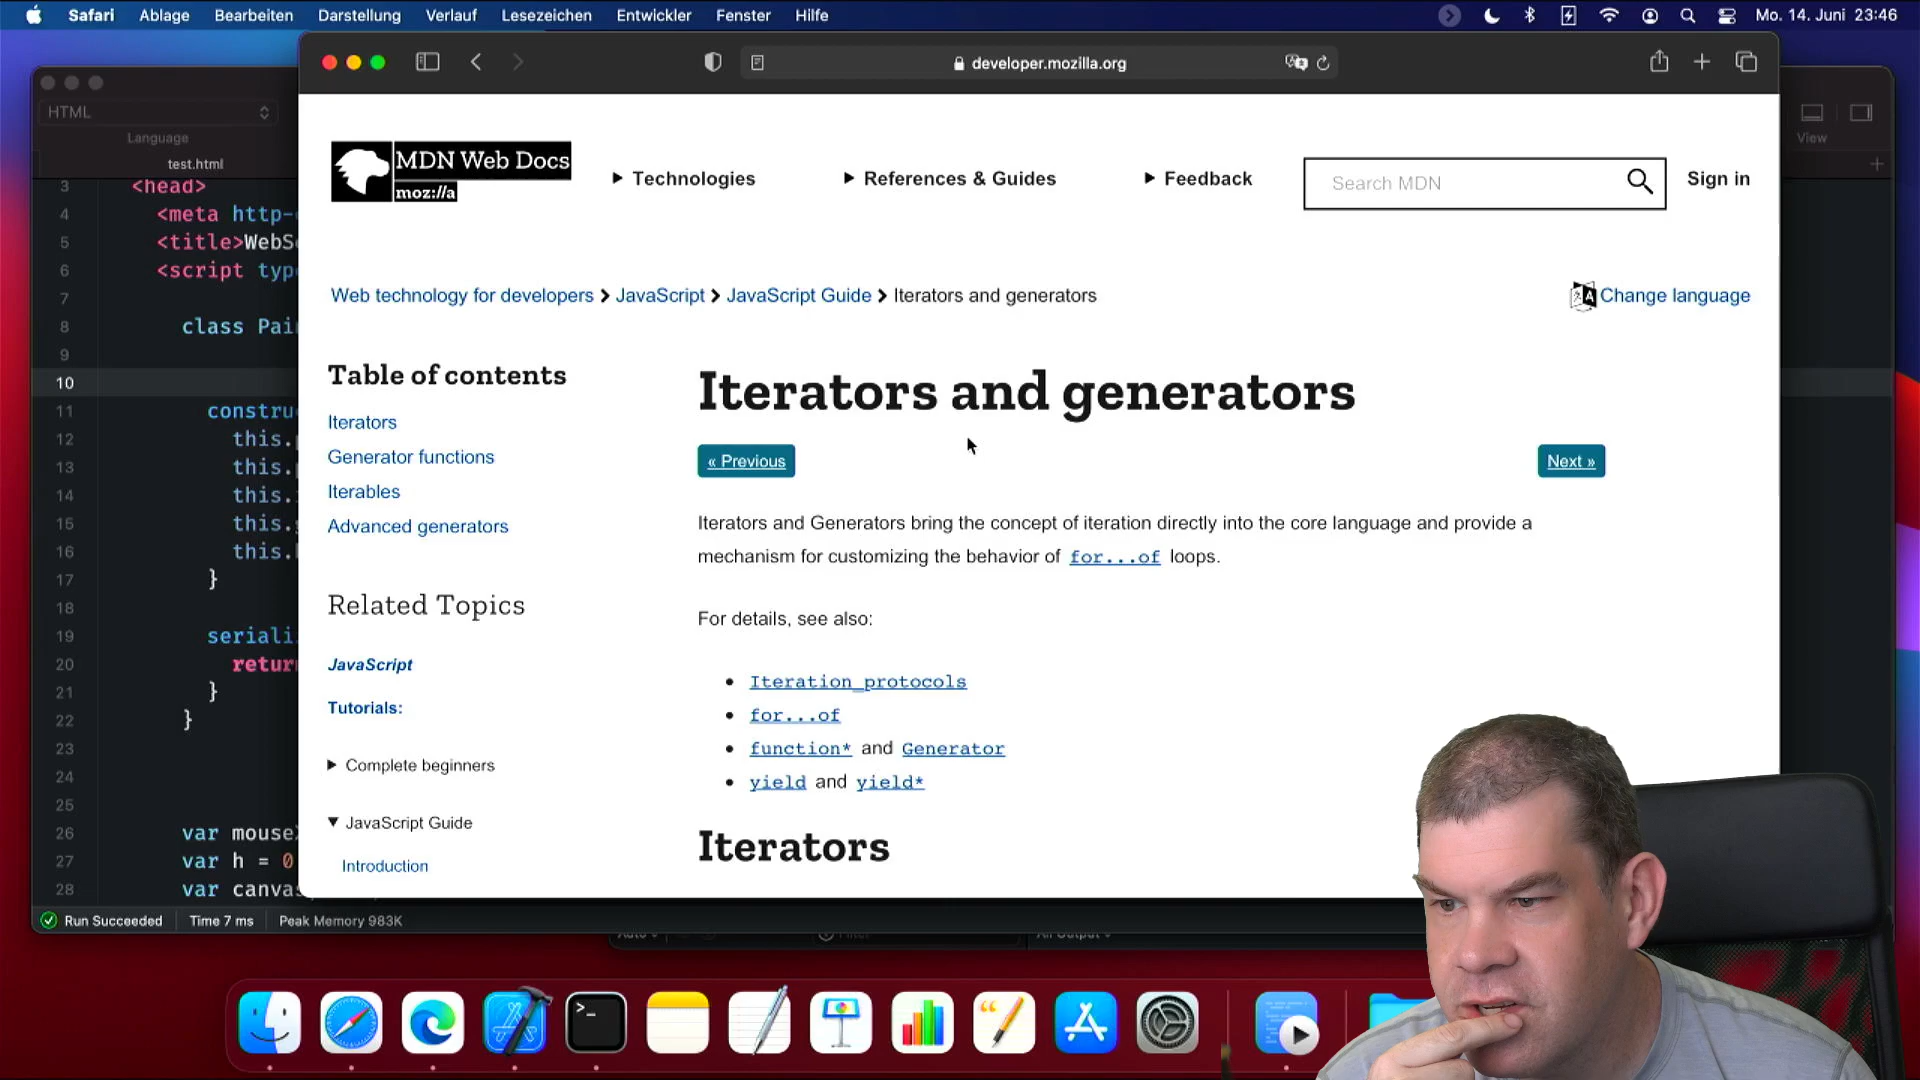 Safari Ablage Bearbeiten Darstellung Verlauf Lesezeichen Entwickler Fenster Hilfe Mo. 14. Juni 23:46
developer.mozilla.org
HTML
Language
View
test.html
3 <head>
4 <meta http-
5 <title>WebS
6 <script typ
7
8 class Pai
9
10
11 constru
12 this.
13 this.
14 this.
15 this.
16 this.
17 }
18
19 seriali
20 retur
21 }
22 }
23
24
25
26 var mouse
27 var h = 0
28 var canva
Run Succeeded Time 7 ms Peak Memory 983K
MDN Web Docs
moz://a
Technologies References & Guides Feedback Search MDN Sign in
Web technology for developers JavaScript JavaScript Guide Iterators and generators Change language
Table of contents
Iterators
Generator functions
Iterables
Advanced generators
Related Topics
JavaScript
Tutorials:
Complete beginners
JavaScript Guide
Introduction
Iterators and generators
« Previous Next »
Iterators and Generators bring the concept of iteration directly into the core language and provide a
mechanism for customizing the behavior of for...of loops.
For details, see also:
• Iteration_protocols
• for...of
• function* and Generator
• yield and yield*
Iterators